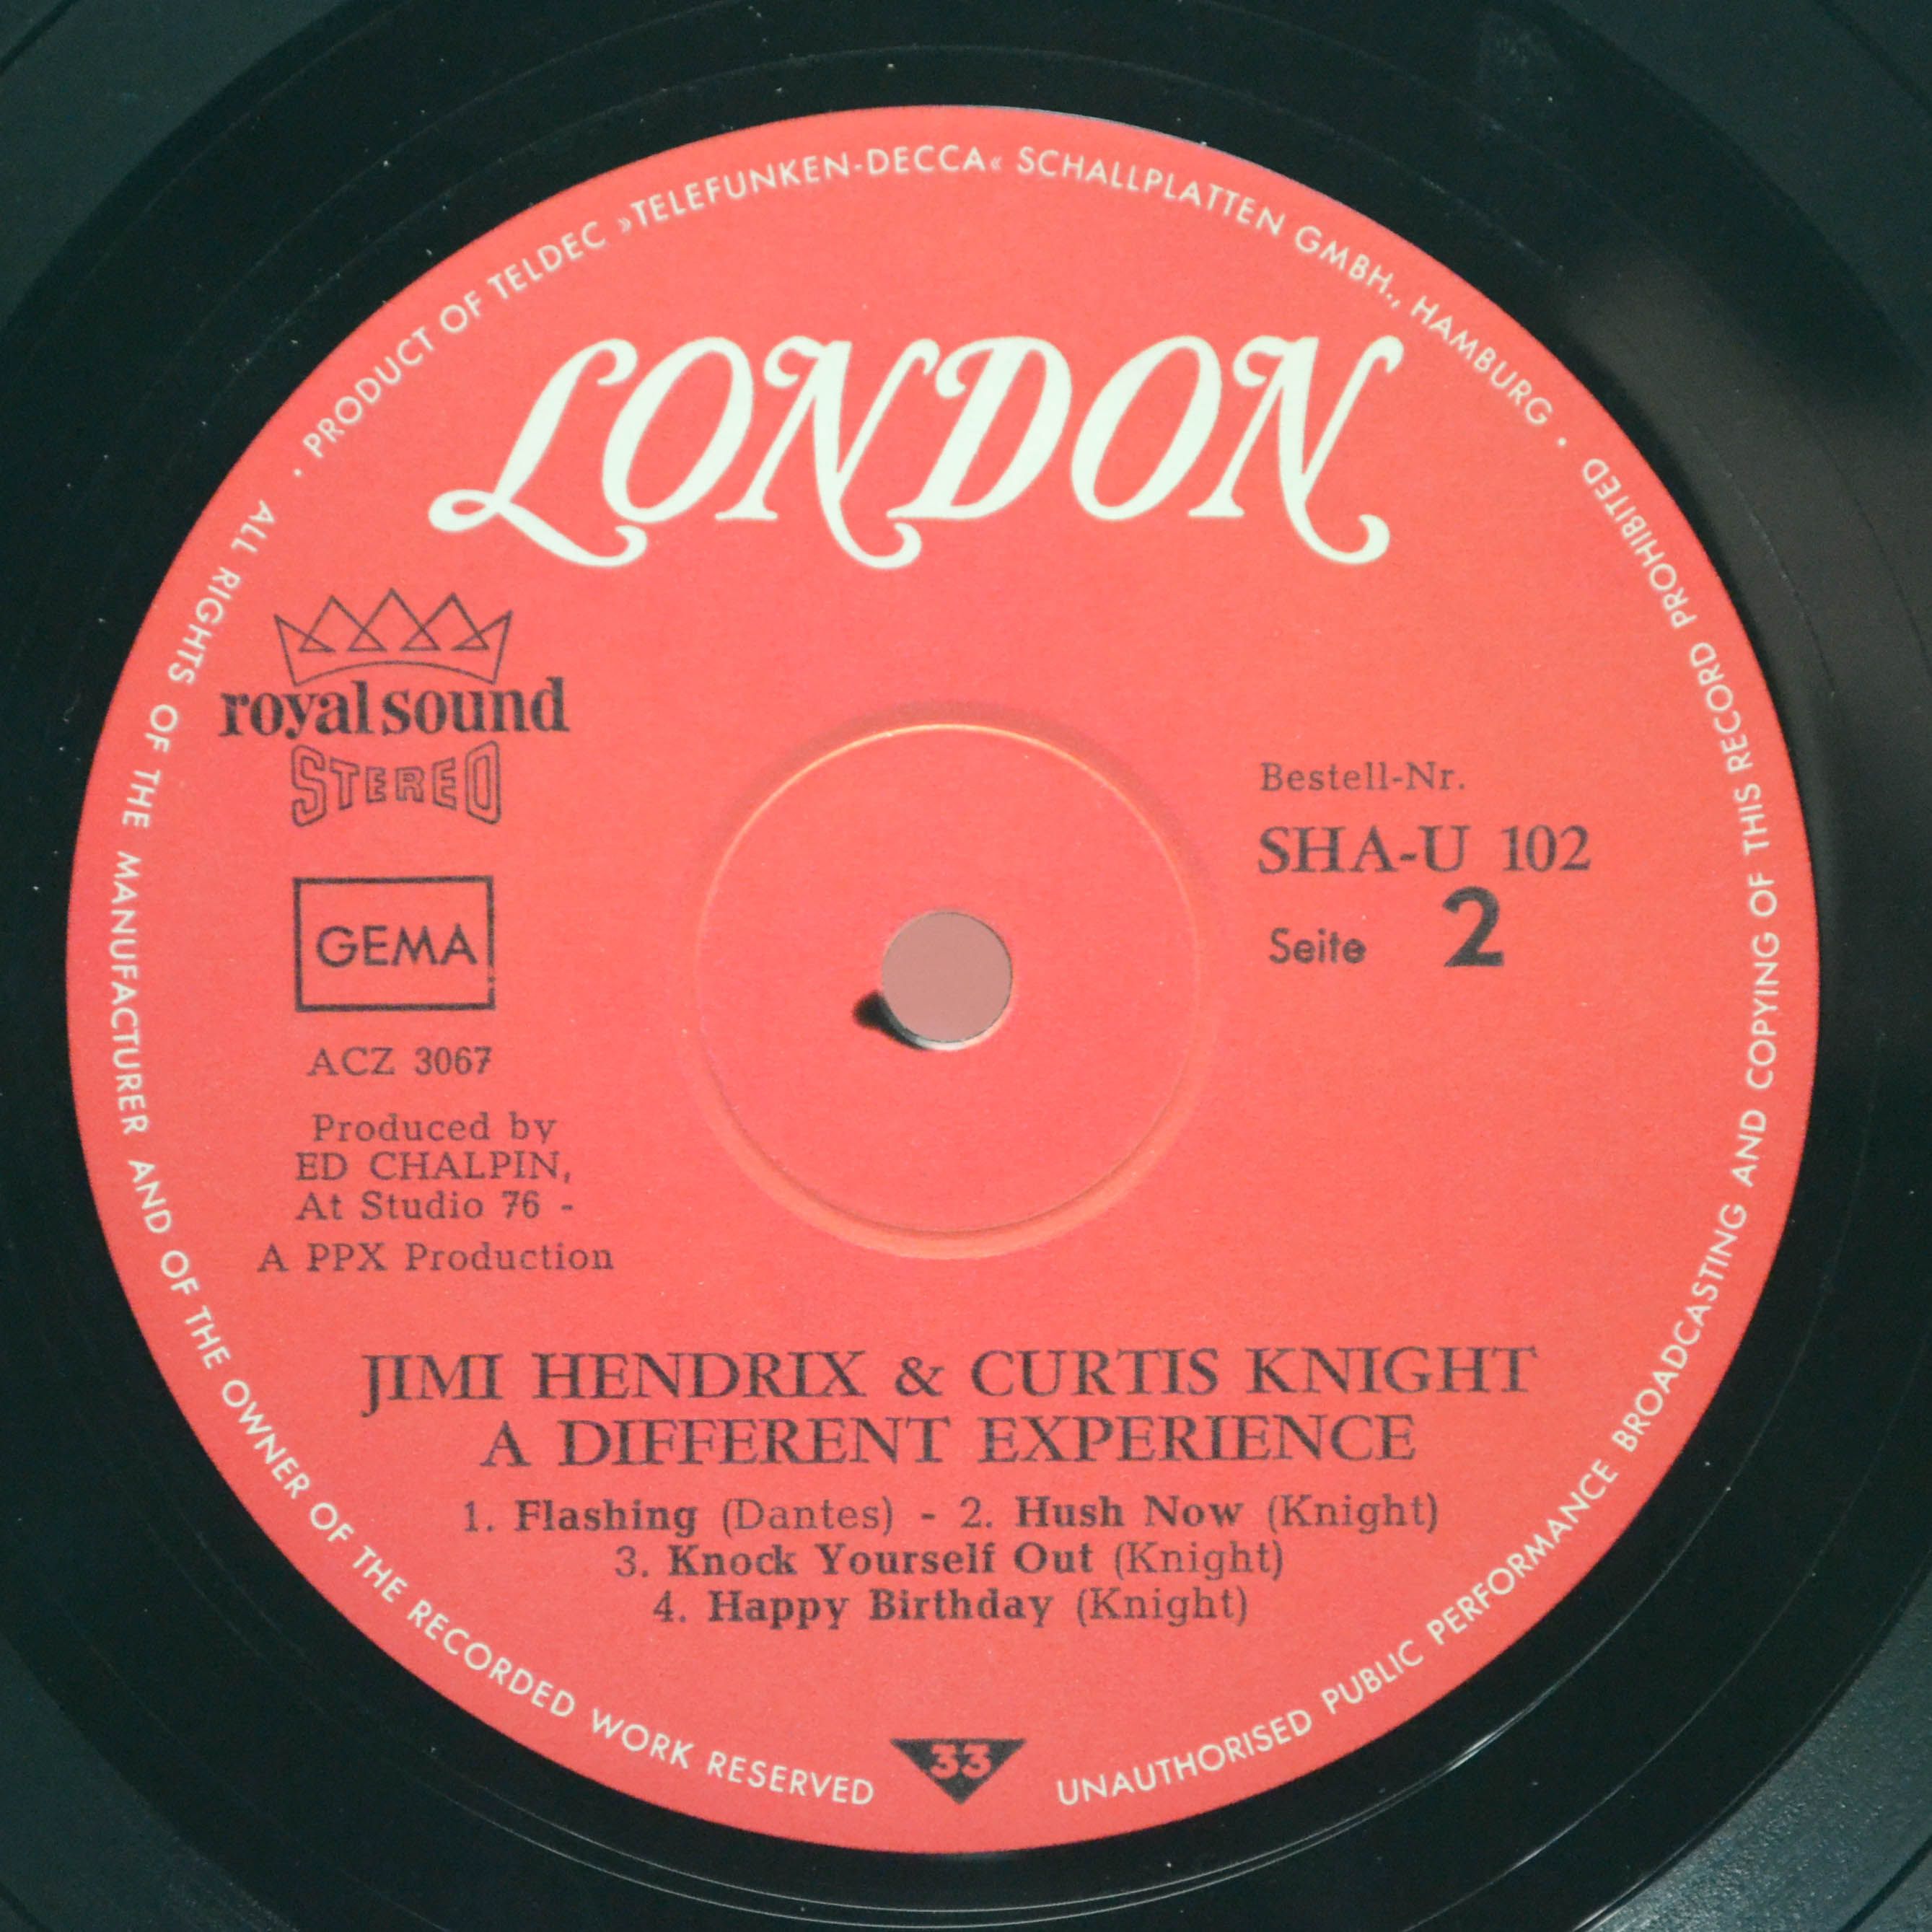 · PRODUCT OF TELDEC »TELEFUNKEN-DECCA« SCHALLPLATTEN GMBH., HAMBURG ·
LONDON
royal sound
STEREO
GEMA
ACZ 3067
Produced by
ED CHALPIN,
At Studio 76 -
A PPX Production
Bestell-Nr.
SHA-U 102
Seite 2
JIMI HENDRIX & CURTIS KNIGHT
A DIFFERENT EXPERIENCE
1. Flashing (Dantes) - 2. Hush Now (Knight)
3. Knock Yourself Out (Knight)
4. Happy Birthday (Knight)
33
ALL RIGHTS OF THE MANUFACTURER AND OF THE OWNER OF THE RECORDED WORK RESERVED
UNAUTHORISED PUBLIC PERFORMANCE BROADCASTING AND COPYING OF THIS RECORD PROHIBITED